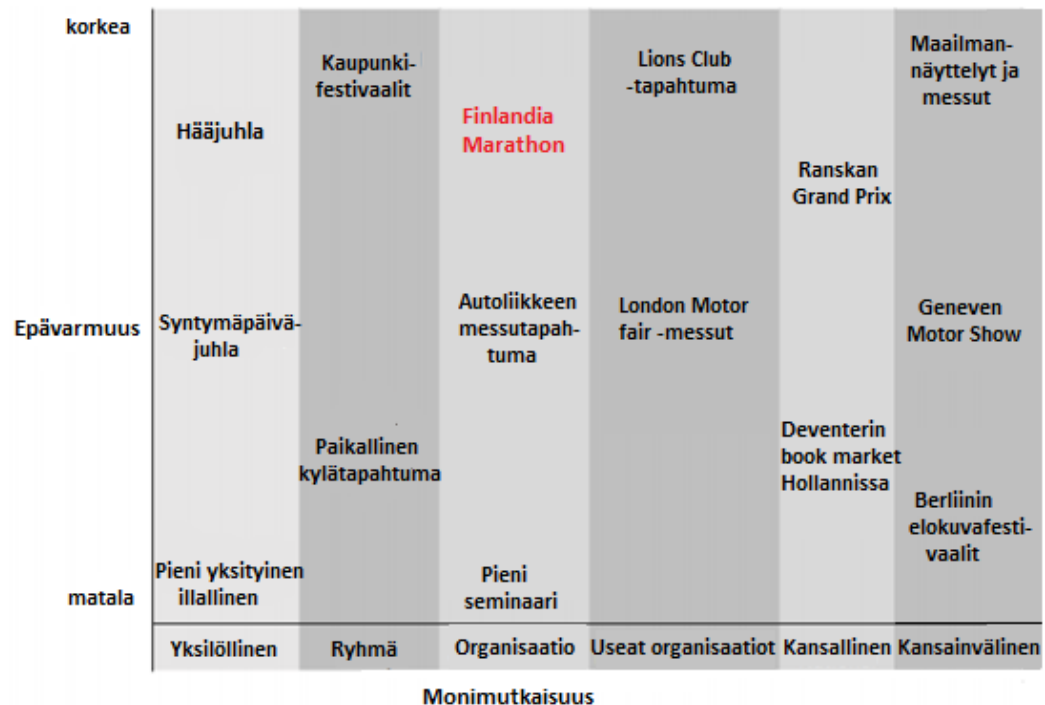 korkea
Kaupunki-
festivaalit
Lions Club
-tapahtuma
Maailman-
näyttelyt ja
messut
Hääjuhla
Finlandia
Marathon
Ranskan
Grand Prix
Epävarmuus
Syntymäpäivä-
juhla
Autoliikkeen
messutapah-
tuma
London Motor
fair -messut
Geneven
Motor Show
Paikallinen
kylätapahtuma
Deventerin
book market
Hollannissa
Berliinin
elokuvafesti-
vaalit
matala
Pieni yksityinen
illallinen
Pieni
seminaari
Yksilöllinen
Ryhmä
Organisaatio
Useat organisaatiot
Kansallinen
Kansainvälinen
Monimutkaisuus